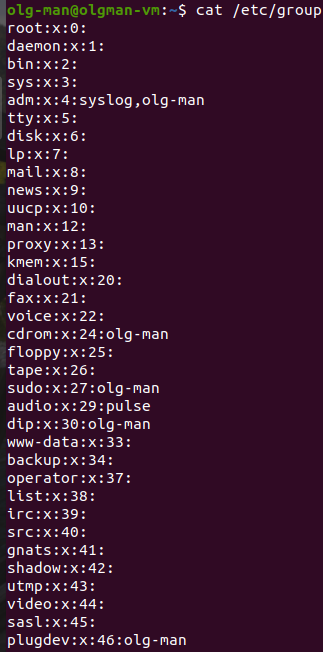 olg-man@olgman-vm:~$ cat /etc/group
root:x:0:
daemon:x:1:
bin:x:2:
sys:x:3:
adm:x:4:syslog,olg-man
tty:x:5:
disk:x:6:
lp:x:7:
mail:x:8:
news:x:9:
uucp:x:10:
man:x:12:
proxy:x:13:
kmem:x:15:
dialout:x:20:
fax:x:21:
voice:x:22:
cdrom:x:24:olg-man
floppy:x:25:
tape:x:26:
sudo:x:27:olg-man
audio:x:29:pulse
dip:x:30:olg-man
www-data:x:33:
backup:x:34:
operator:x:37:
list:x:38:
irc:x:39:
src:x:40:
gnats:x:41:
shadow:x:42:
utmp:x:43:
video:x:44:
sasl:x:45:
plugdev:x:46:olg-man